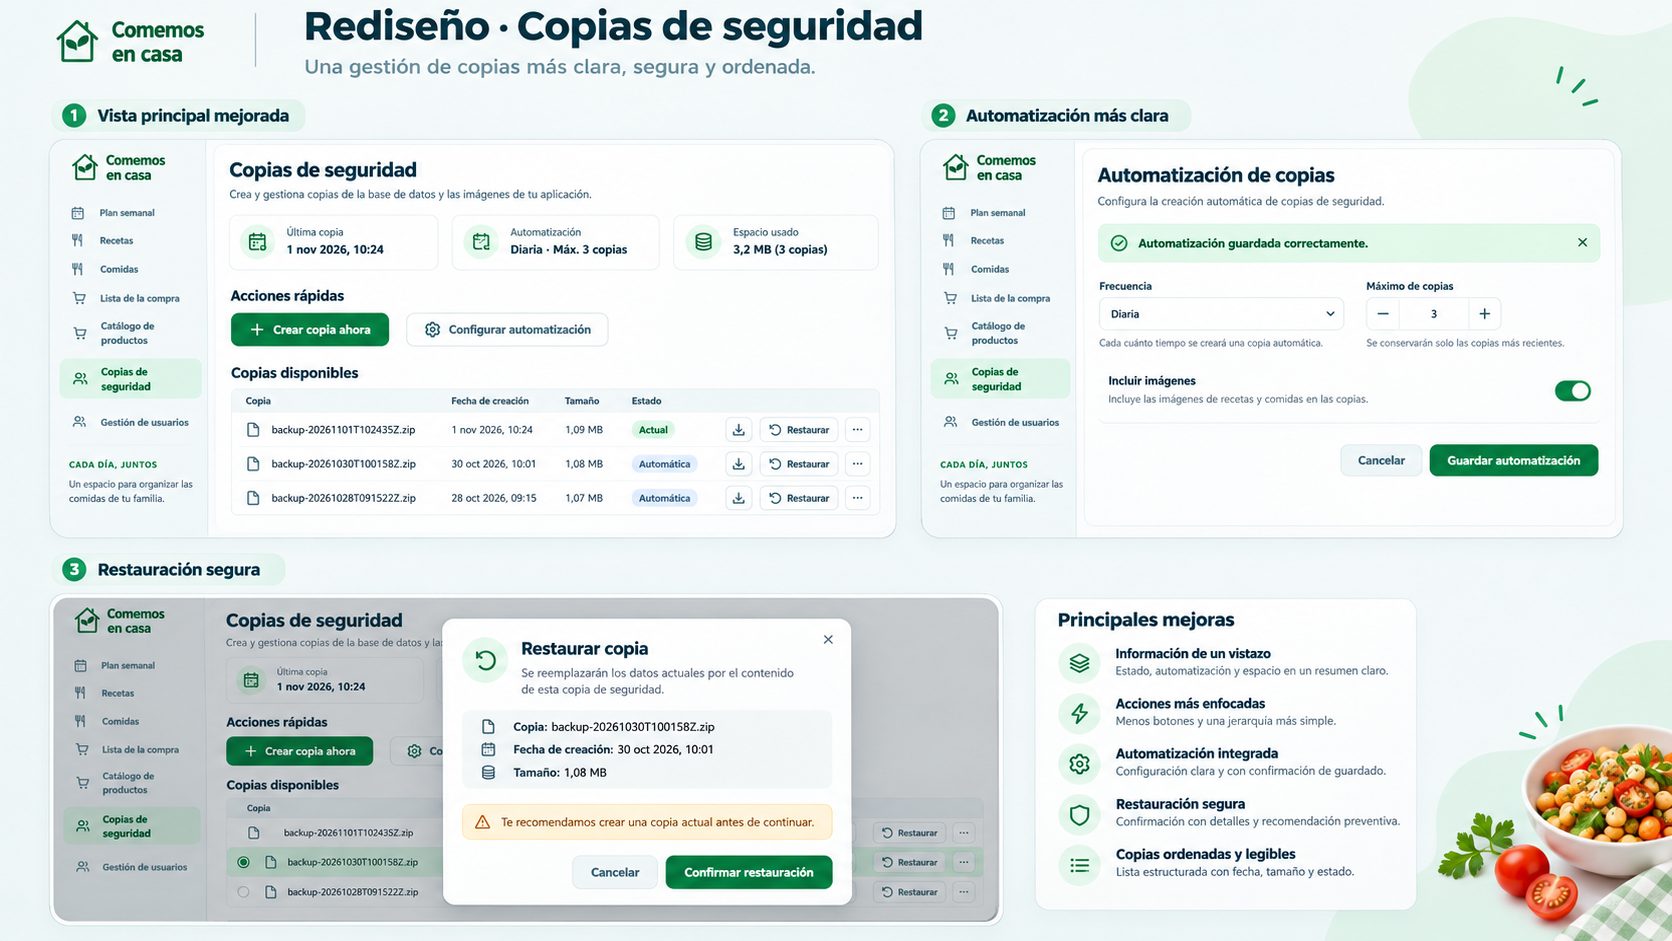 Comemos
en casa
Rediseño · Copias de seguridad
Una gestión de copias más clara, segura y ordenada.
1 Vista principal mejorada
Comemos
en casa
Plan semanal
Recetas
Comidas
Lista de la compra
Catálogo de
productos
Copias de
seguridad
Gestión de usuarios
CADA DÍA, JUNTOS
Un espacio para organizar las
comidas de tu familia.
Copias de seguridad
Crea y gestiona copias de la base de datos y las imágenes de tu aplicación.
Última copia
1 nov 2026, 10:24
Automatización
Diaria · Máx. 3 copias
Espacio usado
3,2 MB (3 copias)
Acciones rápidas
Crear copia ahora
Configurar automatización
Copias disponibles
Copia Fecha de creación Tamaño Estado
backup-20261101T102435Z.zip 1 nov 2026, 10:24 1,09 MB Actual Restaurar
backup-20261030T100158Z.zip 30 oct 2026, 10:01 1,08 MB Automática Restaurar
backup-20261028T091522Z.zip 28 oct 2026, 09:15 1,07 MB Automática Restaurar
2 Automatización más clara
Comemos
en casa
Plan semanal
Recetas
Comidas
Lista de la compra
Catálogo de
productos
Copias de
seguridad
Gestión de usuarios
CADA DÍA, JUNTOS
Un espacio para organizar las
comidas de tu familia.
Automatización de copias
Configura la creación automática de copias de seguridad.
Automatización guardada correctamente.
Frecuencia
Diaria
Cada cuánto tiempo se creará una copia automática.
Máximo de copias
3
Se conservarán solo las copias más recientes.
Incluir imágenes
Incluye las imágenes de recetas y comidas en las copias.
Cancelar
Guardar automatización
3 Restauración segura
Comemos
en casa
Plan semanal
Recetas
Comidas
Lista de la compra
Catálogo de
productos
Copias de
seguridad
Gestión de usuarios
Copias de seguridad
Crea y gestiona copias de la base de datos y las
Última copia
1 nov 2026, 10:24
Acciones rápidas
Crear copia ahora
Co
Copias disponibles
Copia
backup-20261101T102435Z.zip Restaurar
backup-20261030T100158Z.zip Restaurar
backup-20261028T091522Z.zip Restaurar
Restaurar copia
Se reemplazarán los datos actuales por el contenido
de esta copia de seguridad.
Copia: backup-20261030T100158Z.zip
Fecha de creación: 30 oct 2026, 10:01
Tamaño: 1,08 MB
Te recomendamos crear una copia actual antes de continuar.
Cancelar
Confirmar restauración
Principales mejoras
Información de un vistazo
Estado, automatización y espacio en un resumen claro.
Acciones más enfocadas
Menos botones y una jerarquía más simple.
Automatización integrada
Configuración clara y con confirmación de guardado.
Restauración segura
Confirmación con detalles y recomendación preventiva.
Copias ordenadas y legibles
Lista estructurada con fecha, tamaño y estado.